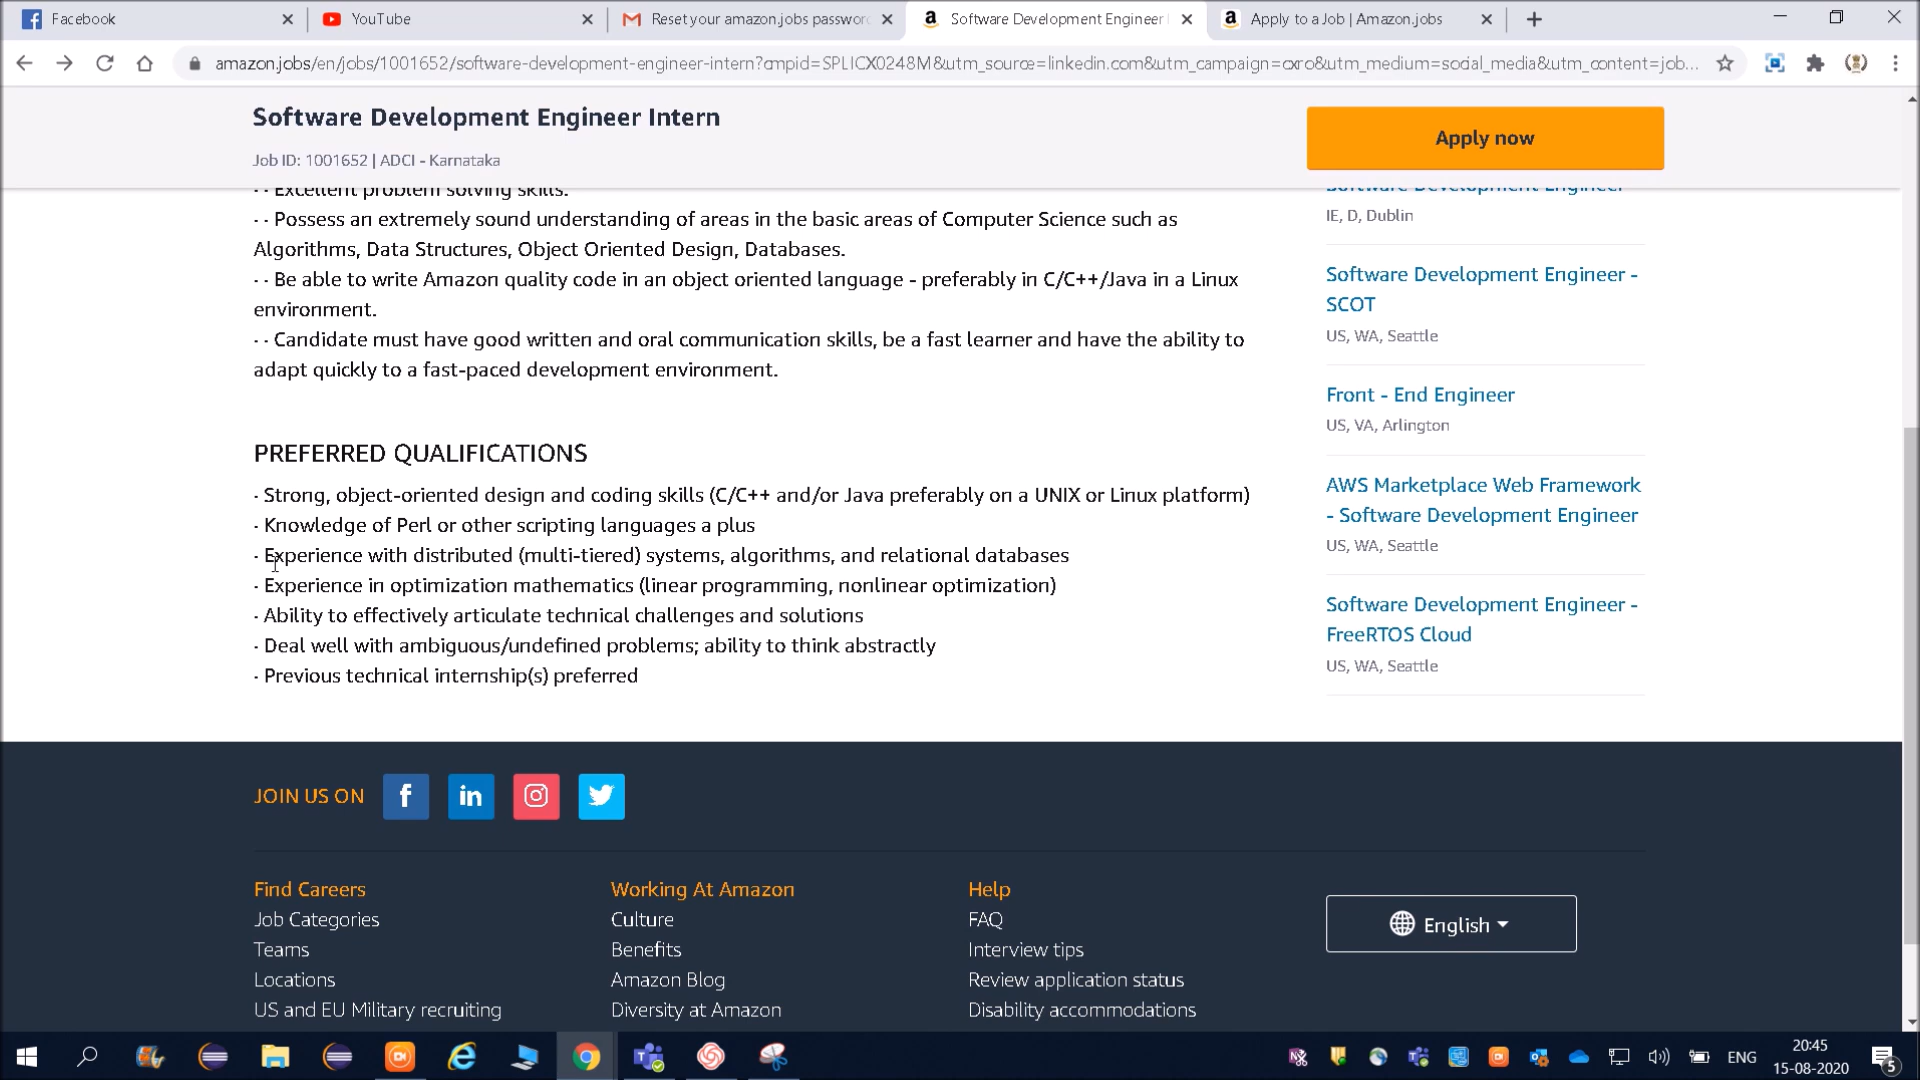 Facebook
YouTube
Reset your amazon.jobs passwor
Software Development Engineer
Apply to a Job | Amazon.jobs
amazon.jobs/en/jobs/1001652/software-development-engineer-intern?cmpid=SPLICX0248M&utm_source=linkedin.com&utm_campaign=cxro&utm_medium=social_media&utm_content=job...
Software Development Engineer Intern
Job ID: 1001652 | ADCI - Karnataka
Apply now
· · Excellent problem solving skills.
· · Possess an extremely sound understanding of areas in the basic areas of Computer Science such as
Algorithms, Data Structures, Object Oriented Design, Databases.
· · Be able to write Amazon quality code in an object oriented language - preferably in C/C++/Java in a Linux
environment.
· · Candidate must have good written and oral communication skills, be a fast learner and have the ability to
adapt quickly to a fast-paced development environment.
PREFERRED QUALIFICATIONS
· Strong, object-oriented design and coding skills (C/C++ and/or Java preferably on a UNIX or Linux platform)
· Knowledge of Perl or other scripting languages a plus
· Experience with distributed (multi-tiered) systems, algorithms, and relational databases
· Experience in optimization mathematics (linear programming, nonlinear optimization)
· Ability to effectively articulate technical challenges and solutions
· Deal well with ambiguous/undefined problems; ability to think abstractly
· Previous technical internship(s) preferred
Software Development Engineer
IE, D, Dublin
Software Development Engineer -
SCOT
US, WA, Seattle
Front - End Engineer
US, VA, Arlington
AWS Marketplace Web Framework
- Software Development Engineer
US, WA, Seattle
Software Development Engineer -
FreeRTOS Cloud
US, WA, Seattle
JOIN US ON
Find Careers
Job Categories
Teams
Locations
US and EU Military recruiting
Working At Amazon
Culture
Benefits
Amazon Blog
Diversity at Amazon
Help
FAQ
Interview tips
Review application status
Disability accommodations
English
ENG
20:45
15-08-2020
5